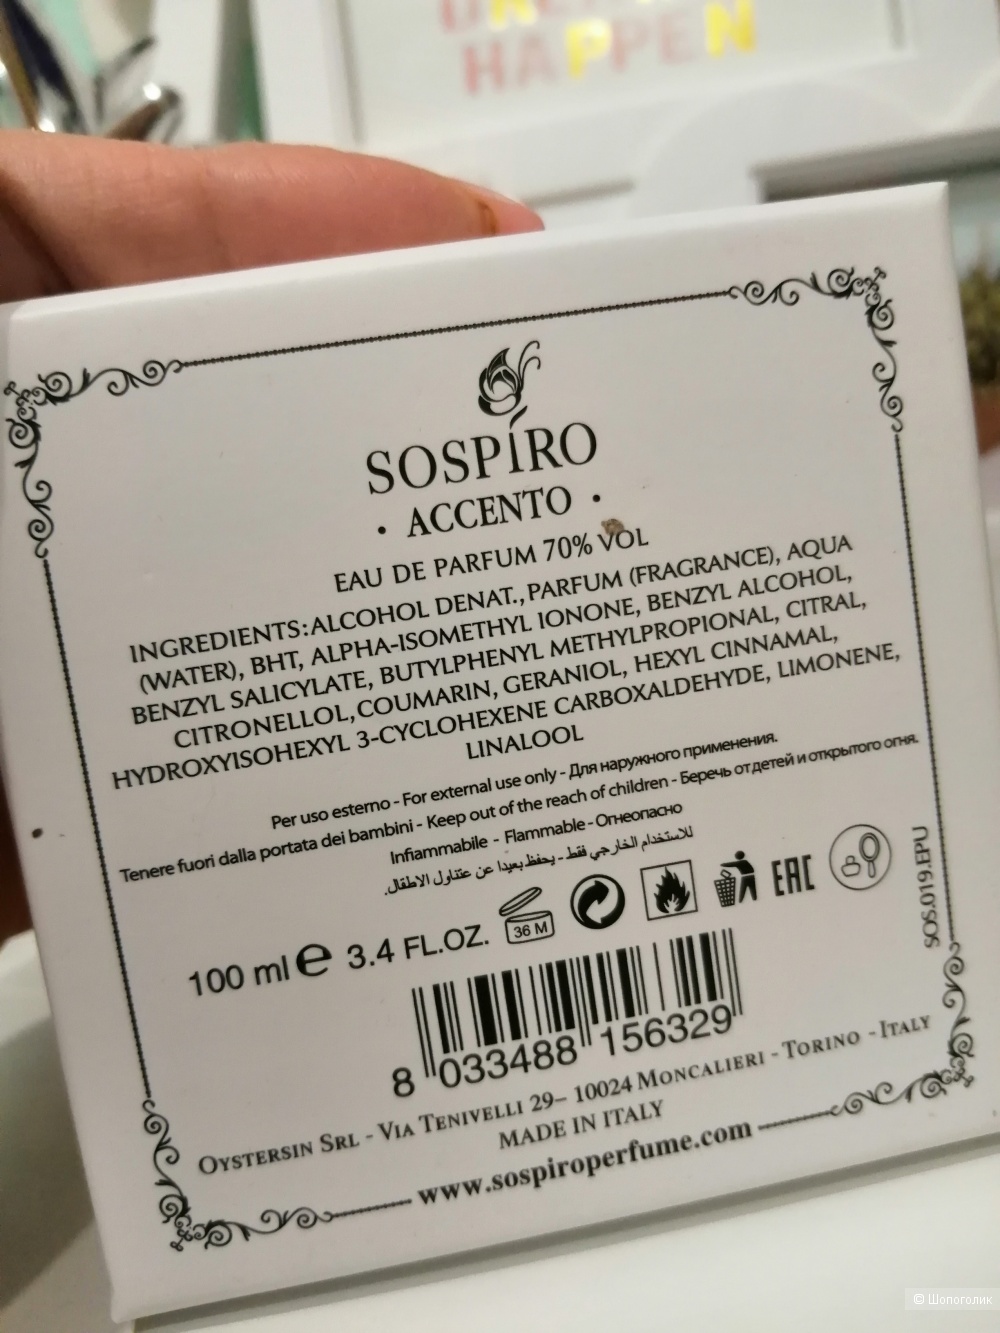 HAPPEN
SOSPÍRO
· ACCENTO ·
EAU DE PARFUM 70% VOL
INGREDIENTS:ALCOHOL DENAT., PARFUM (FRAGRANCE), AQUA
(WATER), BHT, ALPHA-ISOMETHYL IONONE, BENZYL ALCOHOL,
BENZYL SALICYLATE, BUTYLPHENYL METHYLPROPIONAL, CITRAL,
CITRONELLOL, COUMARIN, GERANIOL, HEXYL CINNAMAL,
HYDROXYISOHEXYL 3-CYCLOHEXENE CARBOXALDEHYDE, LIMONENE,
LINALOOL
Per uso esterno - For external use only - Для наружного применения.
Tenere fuori dalla portata dei bambini - Keep out of the reach of children - Беречь от детей и открытого огня.
Infiammabile - Flammable - Огнеопасно
للاستخدام الخارجي فقط - يحفظ بعيدا عن متناول الاطفال.
100 ml e 3.4 FL.OZ.
36 M
EAC
SOS.019.EPU
8 033488 156329
OYSTERSIN SRL - VIA TENIVELLI 29– 10024 MONCALIERI - TORINO - ITALY
MADE IN ITALY
www.sospiroperfume.com
© Шопоголик